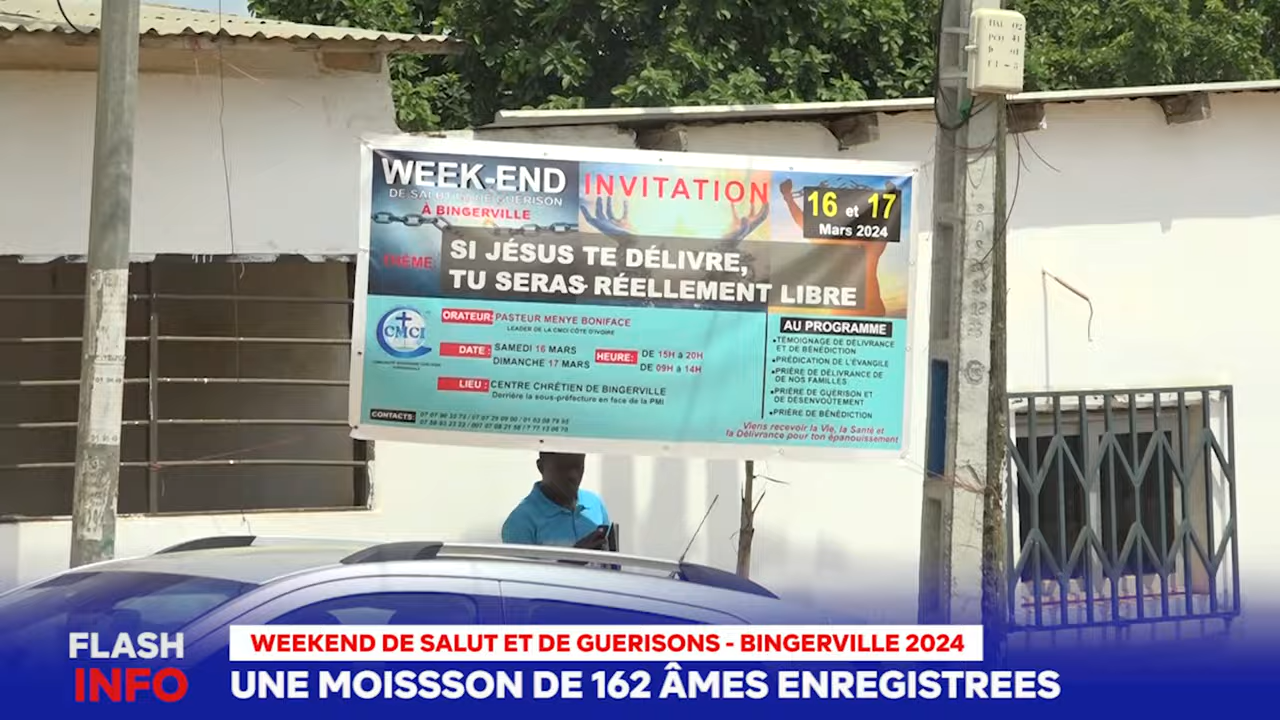 WEEK-END
DE SALUT ET DE GUÉRISON
À BINGERVILLE
INVITATION
16 et 17
Mars 2024
THÈME
SI JÉSUS TE DÉLIVRE,
TU SERAS RÉELLEMENT LIBRE
CMCI
ORATEUR: PASTEUR MENYE BONIFACE
LEADER DE LA CMCI CÔTE D'IVOIRE
DATE: SAMEDI 16 MARS
DIMANCHE 17 MARS
HEURE: DE 15H à 20H
DE 09H à 14H
LIEU: CENTRE CHRÉTIEN DE BINGERVILLE
Derrière la sous-préfecture en face de la PMI
CONTACTS:
AU PROGRAMME
•TÉMOIGNAGE DE DÉLIVRANCE
ET DE BÉNÉDICTION
•PRÉDICATION DE L'ÉVANGILE
•PRIÈRE DE DÉLIVRANCE DE
DE NOS FAMILLES
•PRIÈRE DE GUÉRISON ET
DE DESENVOÛTEMENT
•PRIÈRE DE BÉNÉDICTION
Viens recevoir la Vie, la Santé et
la Délivrance pour ton épanouissement
FLASH
INFO
WEEKEND DE SALUT ET DE GUERISONS - BINGERVILLE 2024
UNE MOISSSON DE 162 ÂMES ENREGISTREES